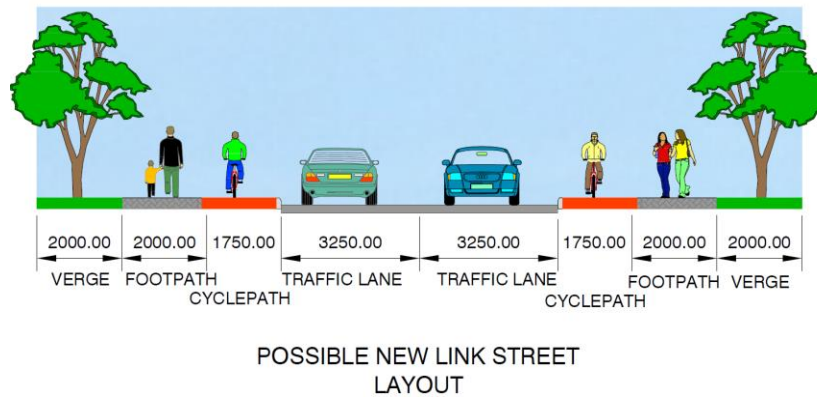 2000.00 2000.00 1750.00 3250.00 3250.00 1750.00 2000.00 2000.00
VERGE FOOTPATH TRAFFIC LANE TRAFFIC LANE FOOTPATH VERGE
CYCLEPATH CYCLEPATH
POSSIBLE NEW LINK STREET
LAYOUT